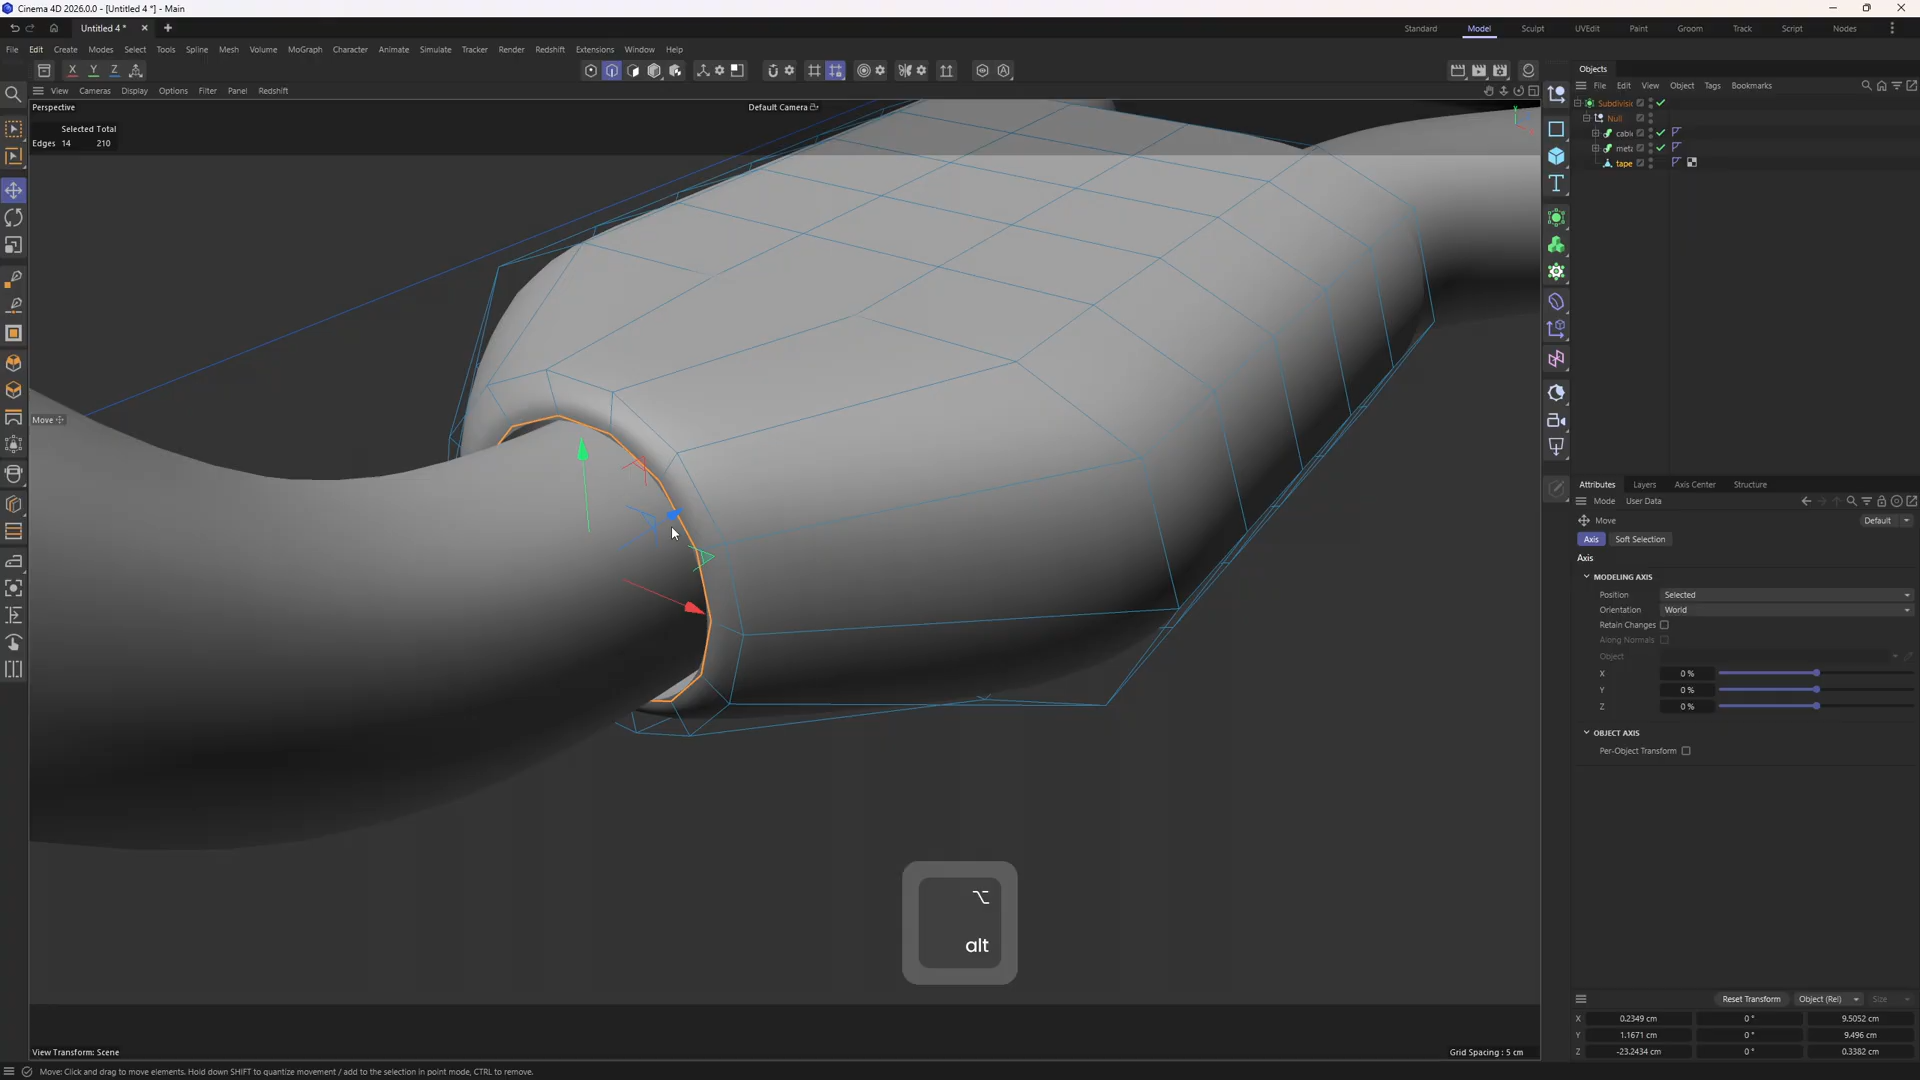 Cinema 4D 2026.0.0 - [Untitled 4 *] - Main
Untitled 4 *
Standard Model Sculpt UVEdit Paint Groom Track Script Nodes
File Edit Create Modes Select Tools Spline Mesh Volume MoGraph Character Animate Simulate Tracker Render Redshift Extensions Window Help
X Y Z
Objects
View Cameras Display Options Filter Panel Redshift
File Edit View Object Tags Bookmarks
Perspective
Default Camera
Subdivisi
Null
cabl
meta
tape
Selected Total
Edges 14 210
Move
Attributes Layers Axis Center Structure
Mode User Data
Move
Default
Axis Soft Selection
Axis
MODELING AXIS
Position Selected
Orientation World
Retain Changes
Along Normals
Object
X 0 %
Y 0 %
Z 0 %
OBJECT AXIS
Per-Object Transform
alt
Reset Transform Object (Rel) Size
X 0.2349 cm 0 ° 9.5052 cm
Y 1.1671 cm 0 ° 9.496 cm
Z -23.2434 cm 0 ° 0.3382 cm
View Transform: Scene
Grid Spacing : 5 cm
Move: Click and drag to move elements. Hold down SHIFT to quantize movement / add to the selection in point mode, CTRL to remove.